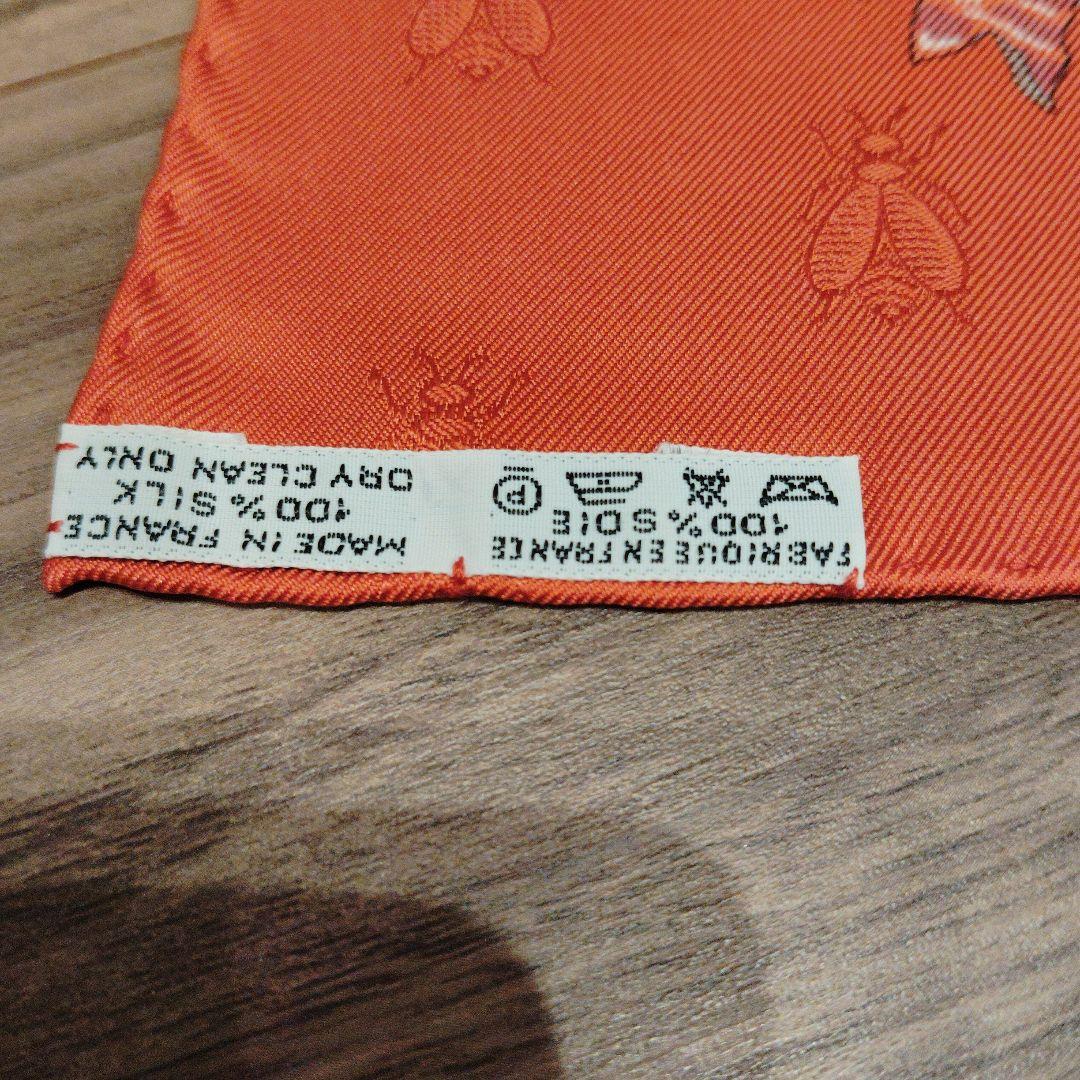 FABRIQUE EN FRANCE
100% SOIE
P
MADE IN FRANCE
100% SILK
DRY CLEAN ONLY